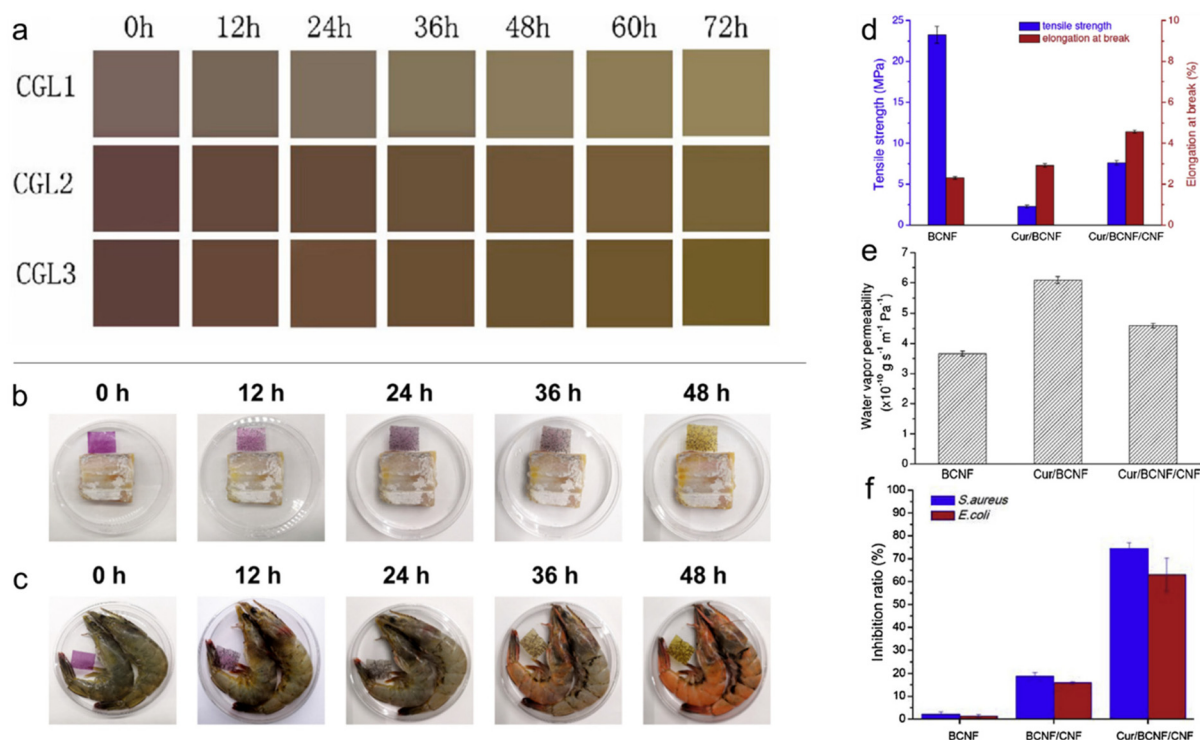 a
0h 12h 24h 36h 48h 60h 72h
CGL1
CGL2
CGL3
b
0 h 12 h 24 h 36 h 48 h
c
0 h 12 h 24 h 36 h 48 h
d
tensile strength
elongation at break
Tensile strength (MPa)
25
20
15
10
5
0
10
8
6
4
2
0
Elongation at break (%)
BCNF Cur/BCNF Cur/BCNF/CNF
e
Water vapor permeability
(x10⁻¹⁰ g s⁻¹ m⁻¹ Pa⁻¹)
7
6
5
4
3
2
1
0
BCNF Cur/BCNF Cur/BCNF/CNF
f
S.aureus
E.coli
Inhibition ratio (%)
100
90
80
70
60
50
40
30
20
10
0
BCNF BCNF/CNF Cur/BCNF/CNF